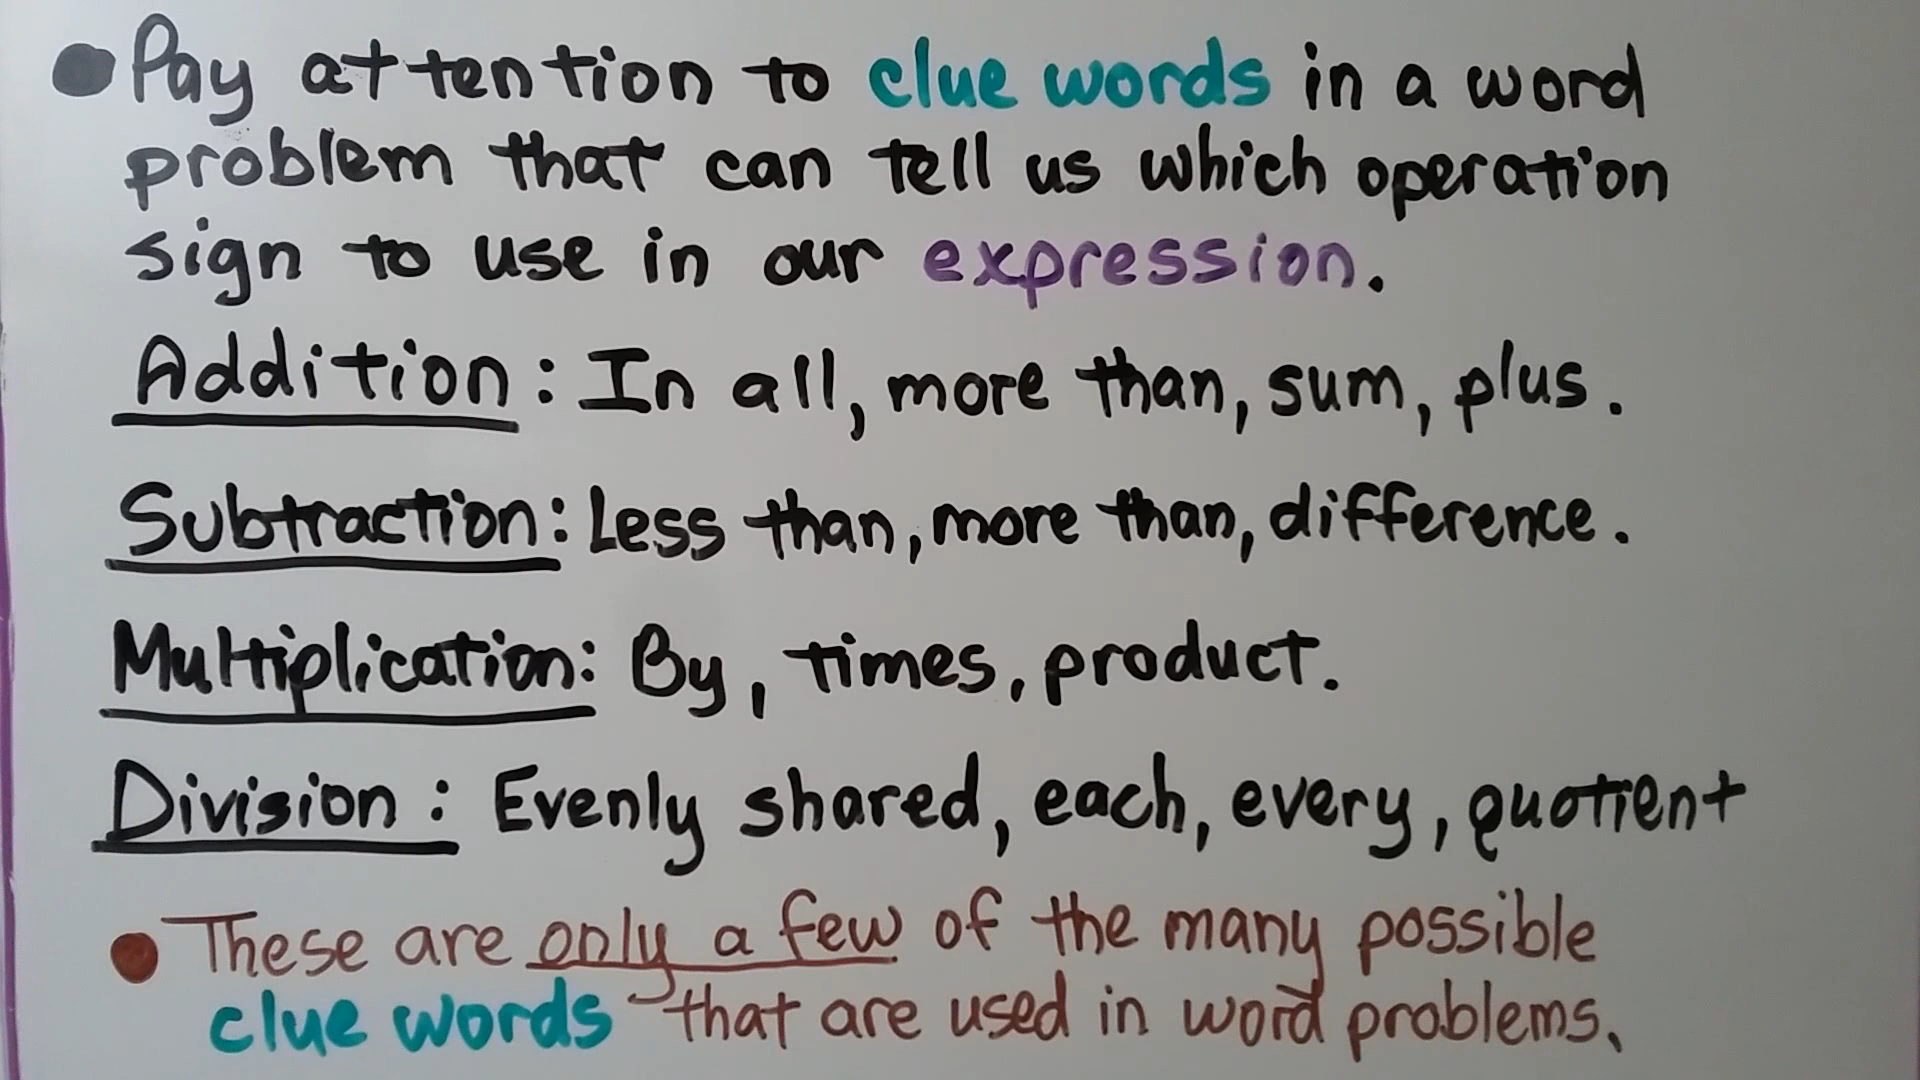 Pay attention to clue words in a word
problem that can tell us which operation
sign to use in our expression.
Addition: In all, more than, sum, plus.
Subtraction: Less than, more than, difference.
Multiplication: By, times, product.
Division: Evenly shared, each, every, quotient
These are only a few of the many possible
clue words that are used in word problems.